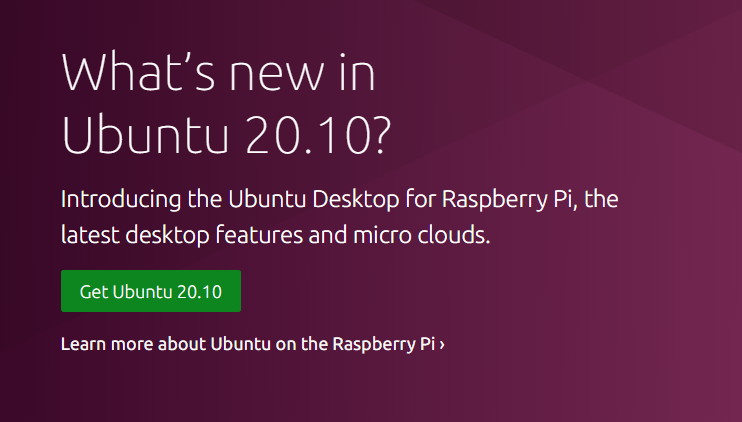 What’s new in
Ubuntu 20.10?
Introducing the Ubuntu Desktop for Raspberry Pi, the
latest desktop features and micro clouds.
Get Ubuntu 20.10
Learn more about Ubuntu on the Raspberry Pi ›